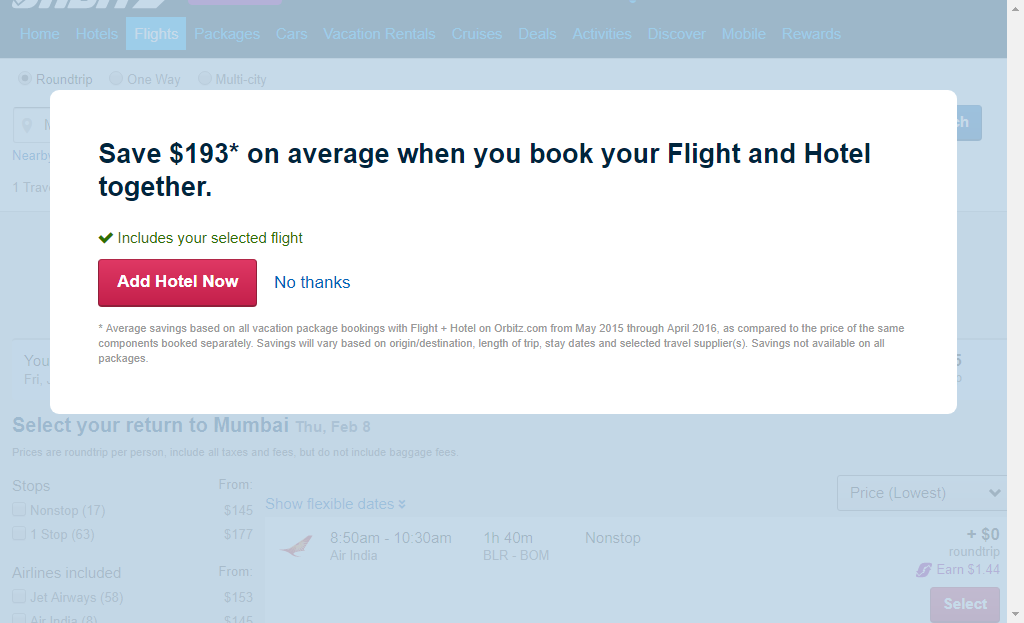 Home Hotels Flights Packages Cars Vacation Rentals Cruises Deals Activities Discover Mobile Rewards
Roundtrip One Way Multi-city
Nearby
Save $193* on average when you book your Flight and Hotel
together.
Includes your selected flight
Add Hotel Now No thanks
* Average savings based on all vacation package bookings with Flight + Hotel on Orbitz.com from May 2015 through April 2016, as compared to the price of the same
components booked separately. Savings will vary based on origin/destination, length of trip, stay dates and selected travel supplier(s). Savings not available on all
packages.
Select your return to Mumbai Thu, Feb 8
Prices are roundtrip per person, include all taxes and fees, but do not include baggage fees.
Stops From:
Nonstop (17) $145
1 Stop (63) $177
Airlines included From:
Jet Airways (58) $153
Air India (8) $145
Show flexible dates
Price (Lowest)
8:50am - 10:30am 1h 40m Nonstop + $0
Air India BLR - BOM roundtrip
Earn $1.44
Select